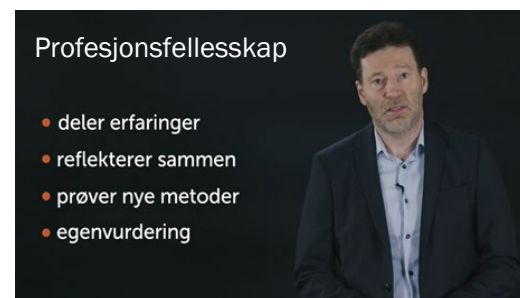 Profesjonsfellesskap
deler erfaringer
reflekterer sammen
prøver nye metoder
egenvurdering